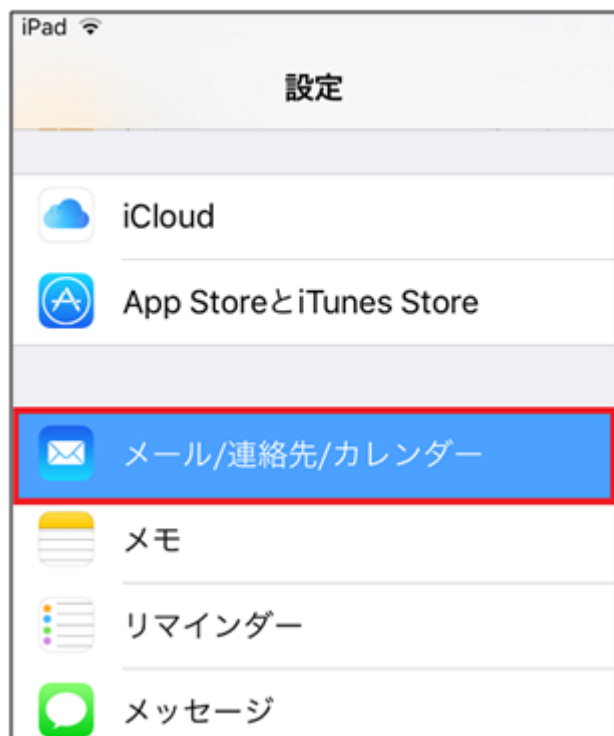 iPad
設定
iCloud
App StoreとiTunes Store
メール/連絡先/カレンダー
メモ
リマインダー
メッセージ